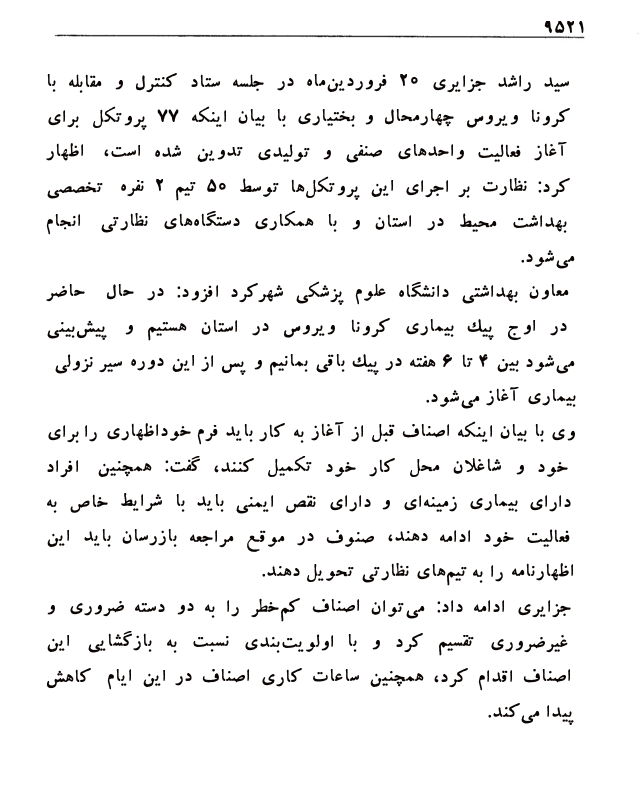 ۹۵۲۱
سید راشد جزایری ۲۰ فروردین‌ماه در جلسه ستاد کنترل و مقابله با
کرونا ویروس چهارمحال و بختیاری با بیان اینکه ۷۷ پروتکل برای
آغاز فعالیت واحدهای صنفی و تولیدی تدوین شده است، اظهار
کرد: نظارت بر اجرای این پروتکل‌ها توسط ۵۰ تیم ۲ نفره تخصصی
بهداشت محیط در استان و با همکاری دستگاه‌های نظارتی انجام
می‌شود.
معاون بهداشتی دانشگاه علوم پزشکی شهرکرد افزود: در حال حاضر
در اوج پیک بیماری کرونا ویروس در استان هستیم و پیش‌بینی
می‌شود بین ۴ تا ۶ هفته در پیک باقی بمانیم و پس از این دوره سیر نزولی
بیماری آغاز می‌شود.
وی با بیان اینکه اصناف قبل از آغاز به کار باید فرم خوداظهاری را برای
خود و شاغلان محل کار خود تکمیل کنند، گفت: همچنین افراد
دارای بیماری زمینه‌ای و دارای نقص ایمنی باید با شرایط خاص به
فعالیت خود ادامه دهند، صنوف در موقع مراجعه بازرسان باید این
اظهارنامه را به تیم‌های نظارتی تحویل دهند.
جزایری ادامه داد: می‌توان اصناف کم‌خطر را به دو دسته ضروری و
غیرضروری تقسیم کرد و با اولویت‌بندی نسبت به بازگشایی این
اصناف اقدام کرد، همچنین ساعات کاری اصناف در این ایام کاهش
پیدا می‌کند.